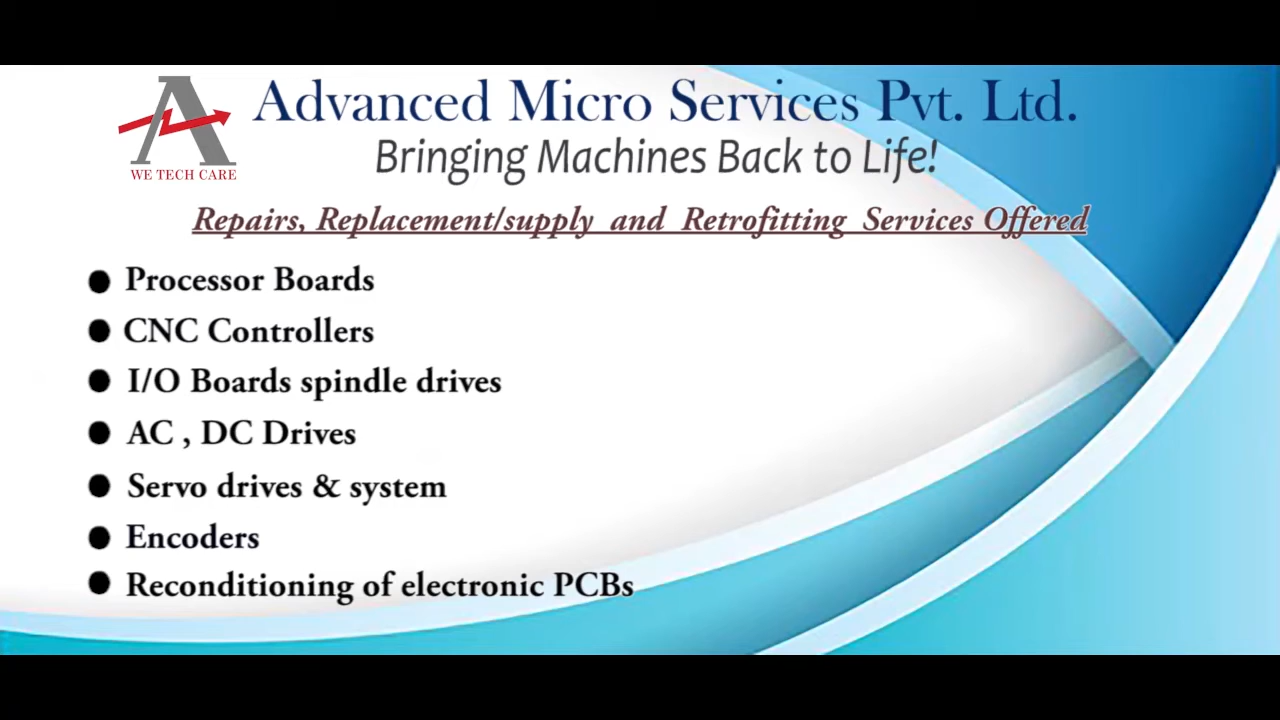 Advanced Micro Services Pvt. Ltd.
Bringing Machines Back to Life!
WE TECH CARE
Repairs, Replacement/supply and Retrofitting Services Offered
● Processor Boards
● CNC Controllers
● I/O Boards spindle drives
● AC , DC Drives
● Servo drives & system
● Encoders
● Reconditioning of electronic PCBs